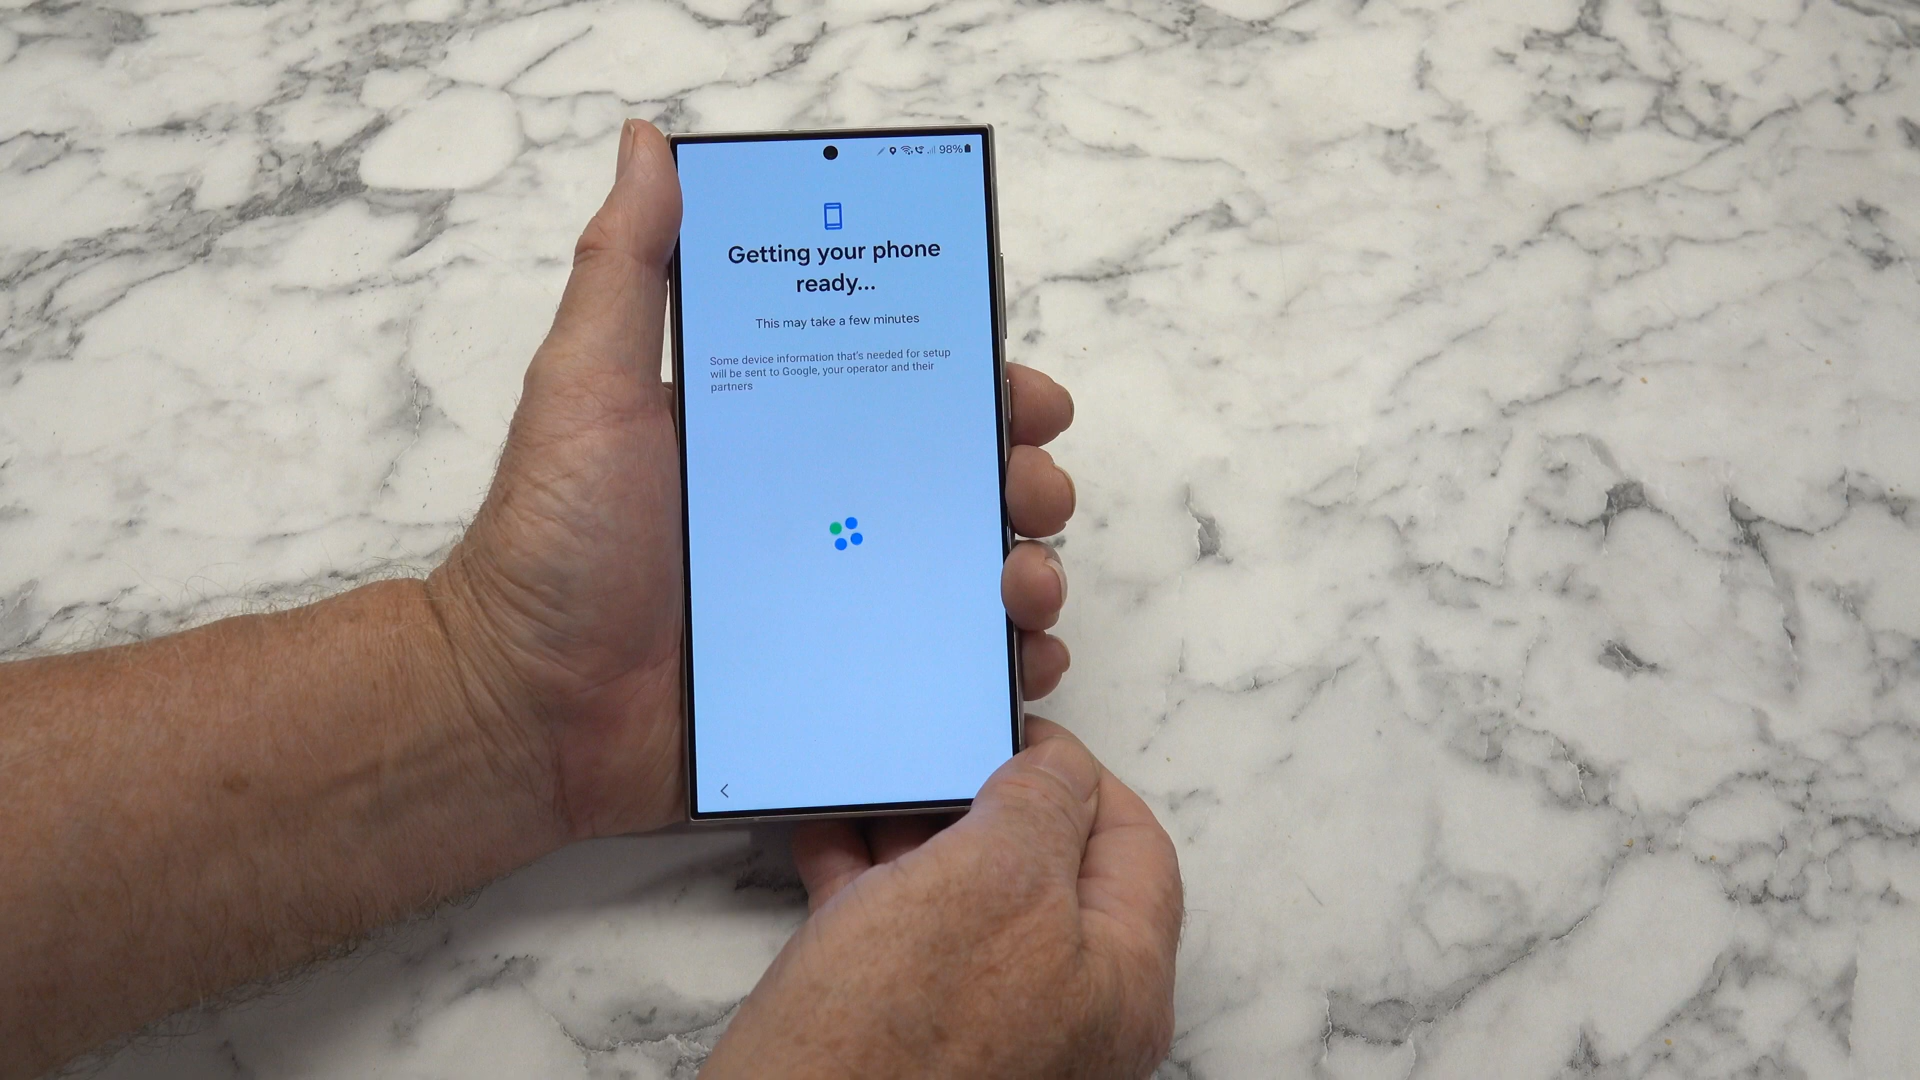 98%
Getting your phone
ready...
This may take a few minutes
Some device information that's needed for setup
will be sent to Google, your operator and their
partners